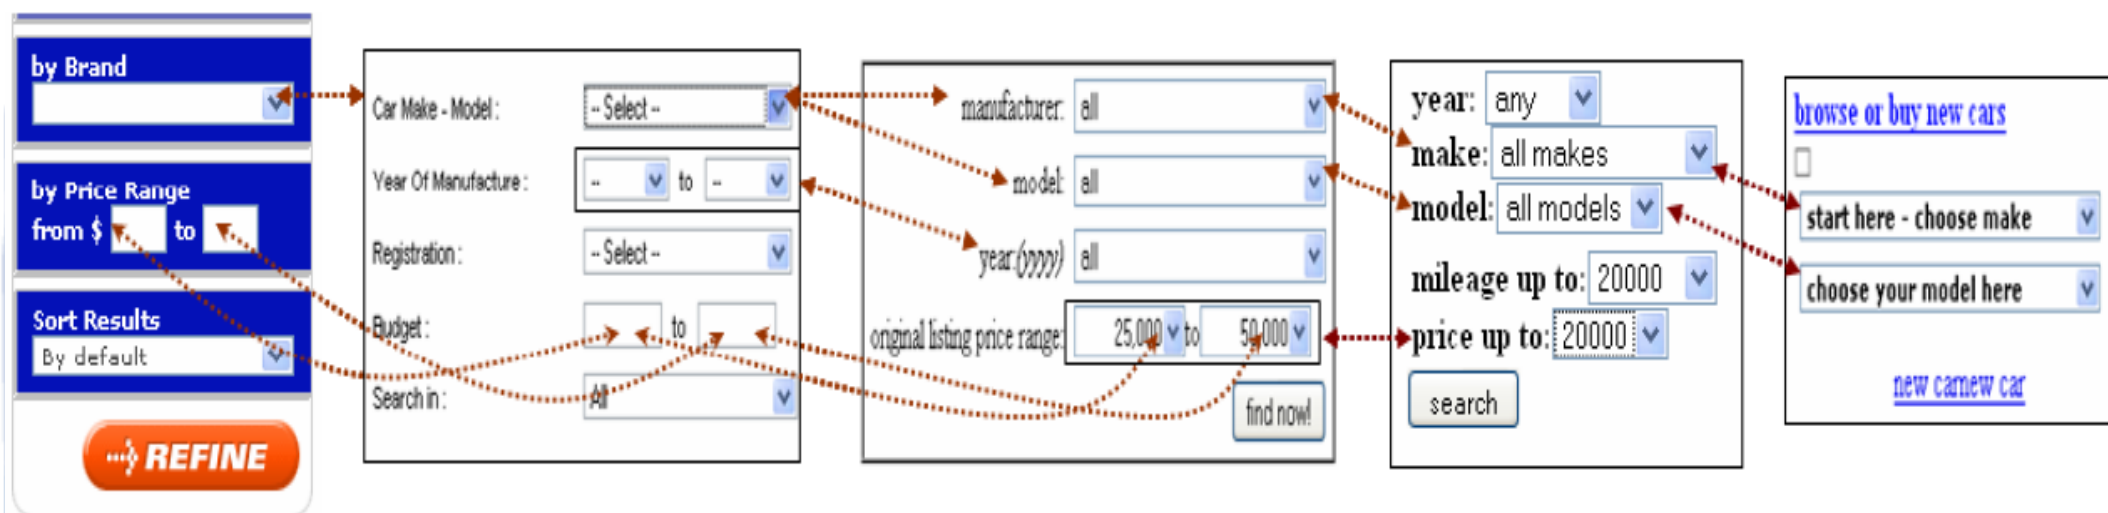 by Brand
by Price Range
from $ to
Sort Results
By default
REFINE
Car Make - Model :
-- Select --
Year Of Manufacture :
-- to --
Registration :
-- Select --
Budget :
to
Search in :
All
manufacturer: all
model: all
year:(yyyy) all
original listing price range: 25,000 to 50,000
find now!
year: any
make: all makes
model: all models
mileage up to: 20000
price up to: 20000
search
browse or buy new cars
start here - choose make
choose your model here
new carnew car